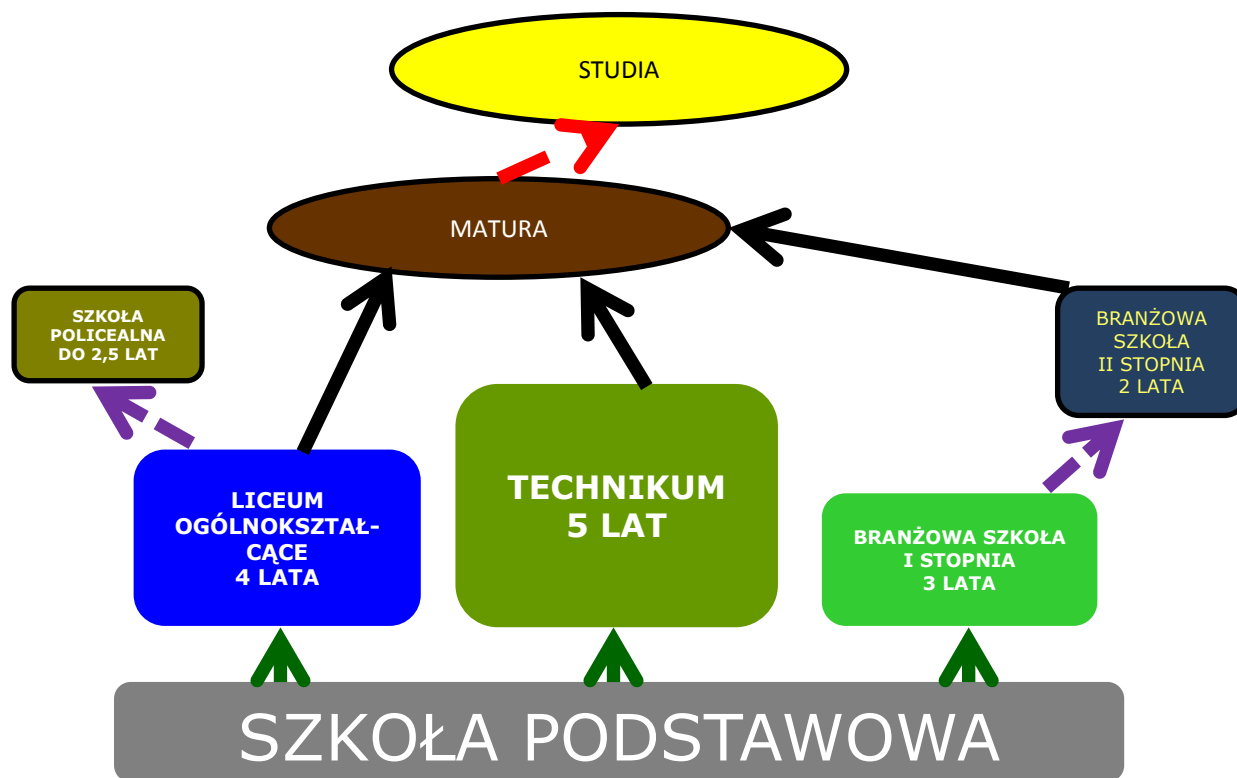 STUDIA
MATURA
SZKOŁA
POLICEALNA
DO 2,5 LAT
BRANŻOWA
SZKOŁA
II STOPNIA
2 LATA
LICEUM
OGÓLNOKSZTAŁ-
CĄCE
4 LATA
TECHNIKUM
5 LAT
BRANŻOWA SZKOŁA
I STOPNIA
3 LATA
SZKOŁA PODSTAWOWA